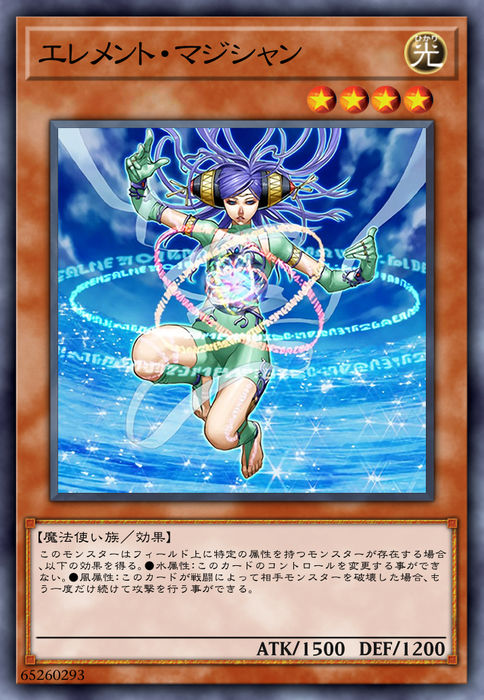 エレメント・マジシャン
ひかり
光
【魔法使い族／効果】
このモンスターはフィールド上に特定の属性を持つモンスターが存在する場合
、以下の効果を得る。●水属性：このカードのコントロールを変更する事ができ
ない。●風属性：このカードが戦闘によって相手モンスターを破壊した場合、も
う一度だけ続けて攻撃を行う事ができる。
ATK/1500 DEF/1200
65260293